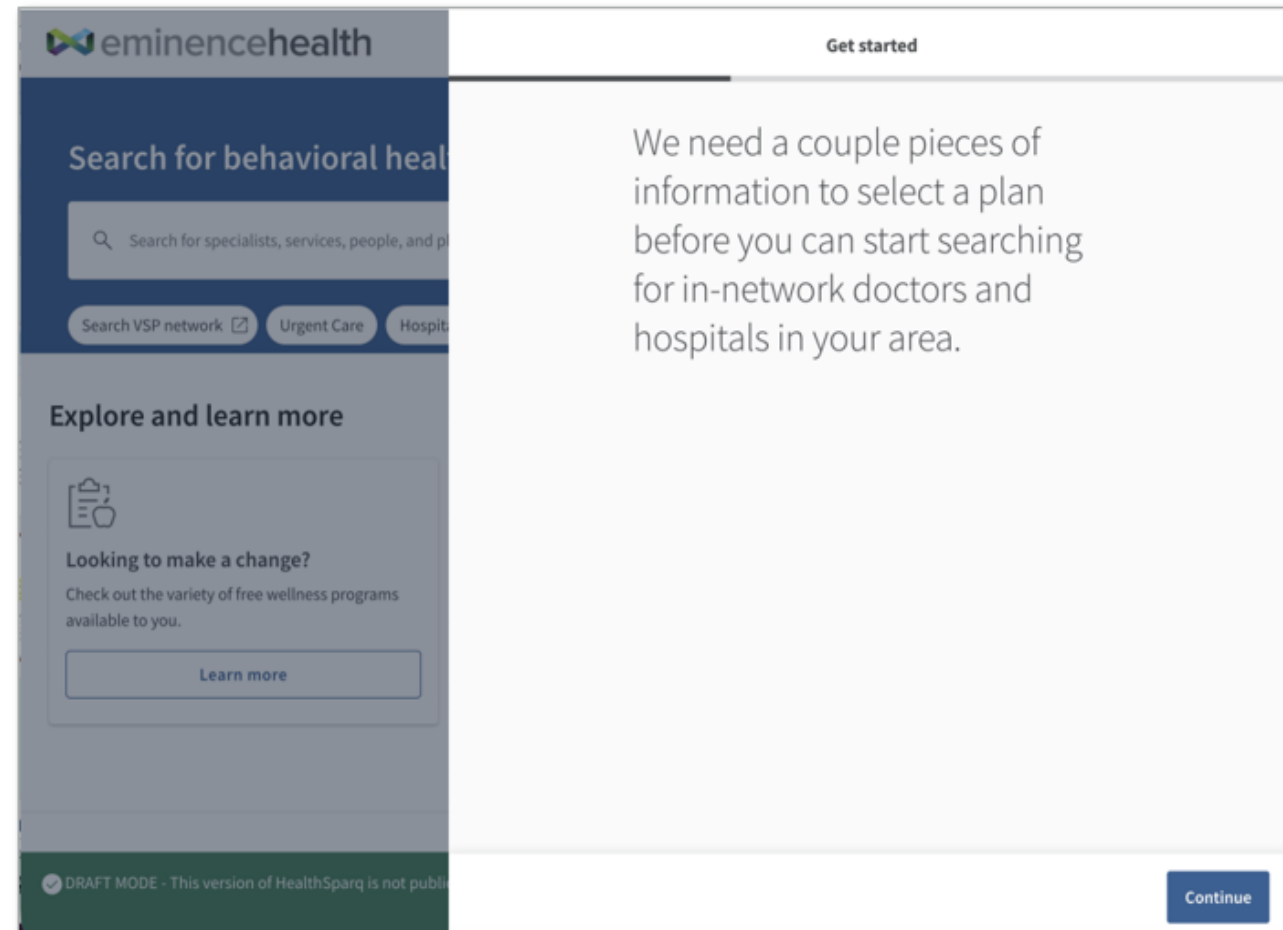 eminencehealth
Get started
Search for behavioral heal
Search for specialists, services, people, and pl
Search VSP network
Urgent Care
Hospita
Explore and learn more
Looking to make a change?
Check out the variety of free wellness programs
available to you.
Learn more
DRAFT MODE - This version of HealthSparq is not publi
We need a couple pieces of
information to select a plan
before you can start searching
for in-network doctors and
hospitals in your area.
Continue